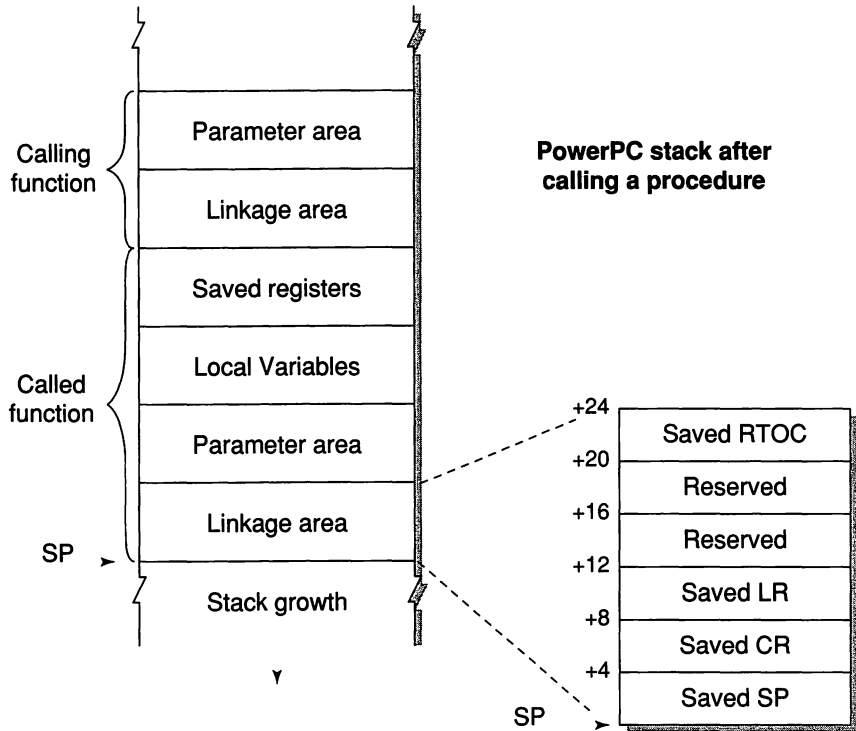 Parameter area
Calling
function
Linkage area
PowerPC stack after
calling a procedure
Saved registers
Local Variables
Called
function
Parameter area
Linkage area
SP
Stack growth
+24
Saved RTOC
+20
Reserved
+16
Reserved
+12
Saved LR
+8
Saved CR
+4
Saved SP
SP